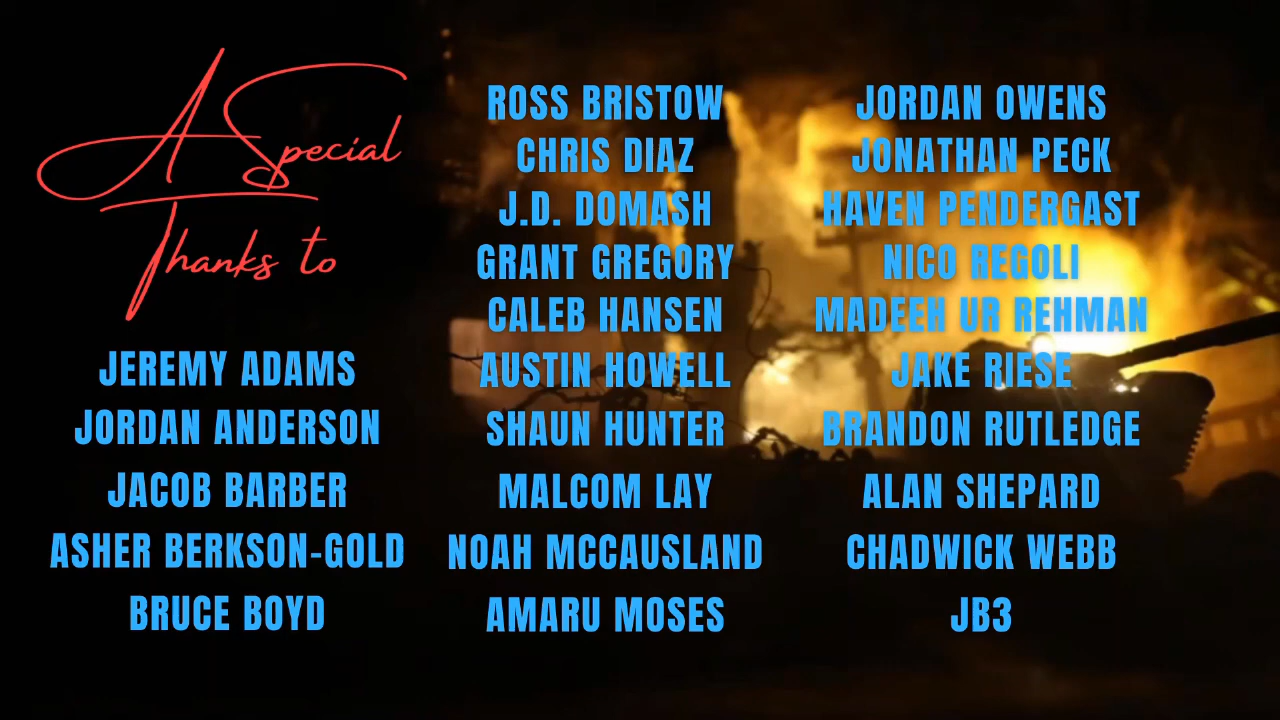 A Special
Thanks to
JEREMY ADAMS
JORDAN ANDERSON
JACOB BARBER
ASHER BERKSON-GOLD
BRUCE BOYD
ROSS BRISTOW
CHRIS DIAZ
J.D. DOMASH
GRANT GREGORY
CALEB HANSEN
AUSTIN HOWELL
SHAUN HUNTER
MALCOM LAY
NOAH MCCAUSLAND
AMARU MOSES
JORDAN OWENS
JONATHAN PECK
HAVEN PENDERGAST
NICO REGOLI
MADEEH UR REHMAN
JAKE RIESE
BRANDON RUTLEDGE
ALAN SHEPARD
CHADWICK WEBB
JB3